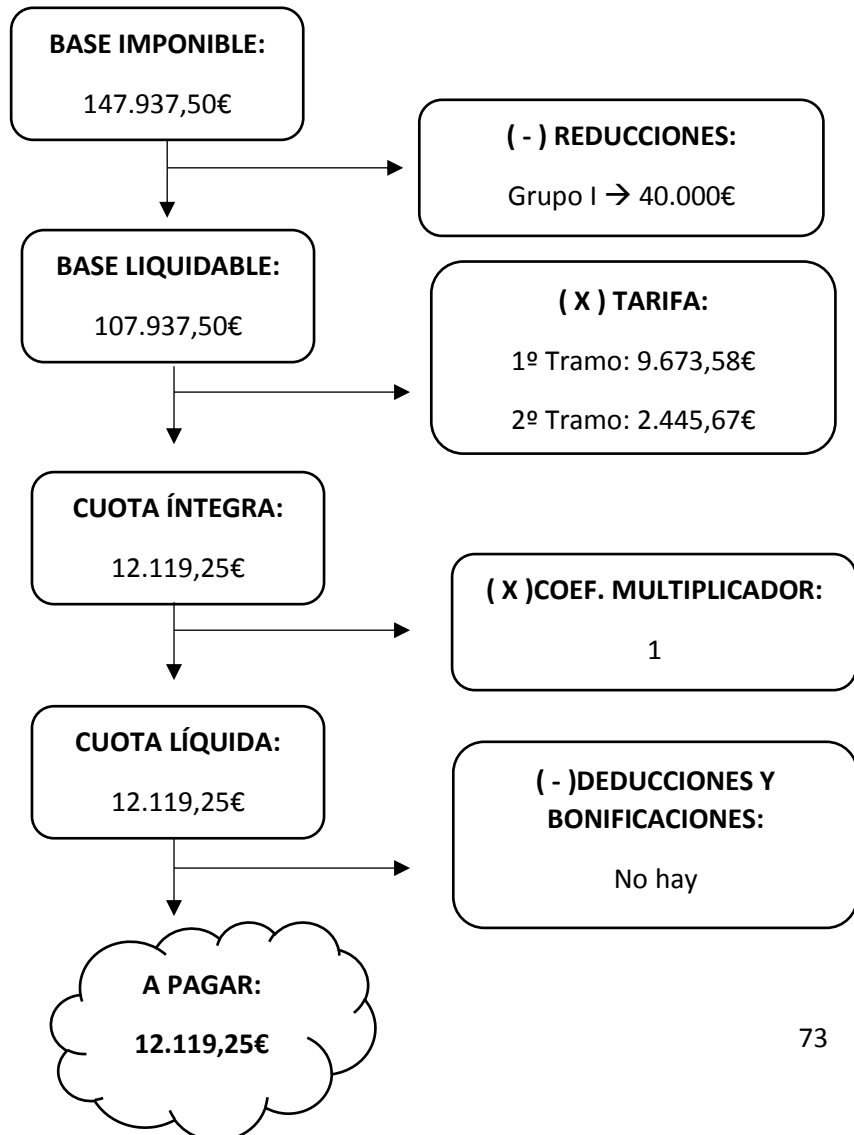 BASE IMPONIBLE:
147.937,50€
( - ) REDUCCIONES:
Grupo I → 40.000€
BASE LIQUIDABLE:
107.937,50€
( X ) TARIFA:
1º Tramo: 9.673,58€
2º Tramo: 2.445,67€
CUOTA ÍNTEGRA:
12.119,25€
( X )COEF. MULTIPLICADOR:
1
CUOTA LÍQUIDA:
12.119,25€
( - )DEDUCCIONES Y
BONIFICACIONES:
No hay
A PAGAR:
12.119,25€
73